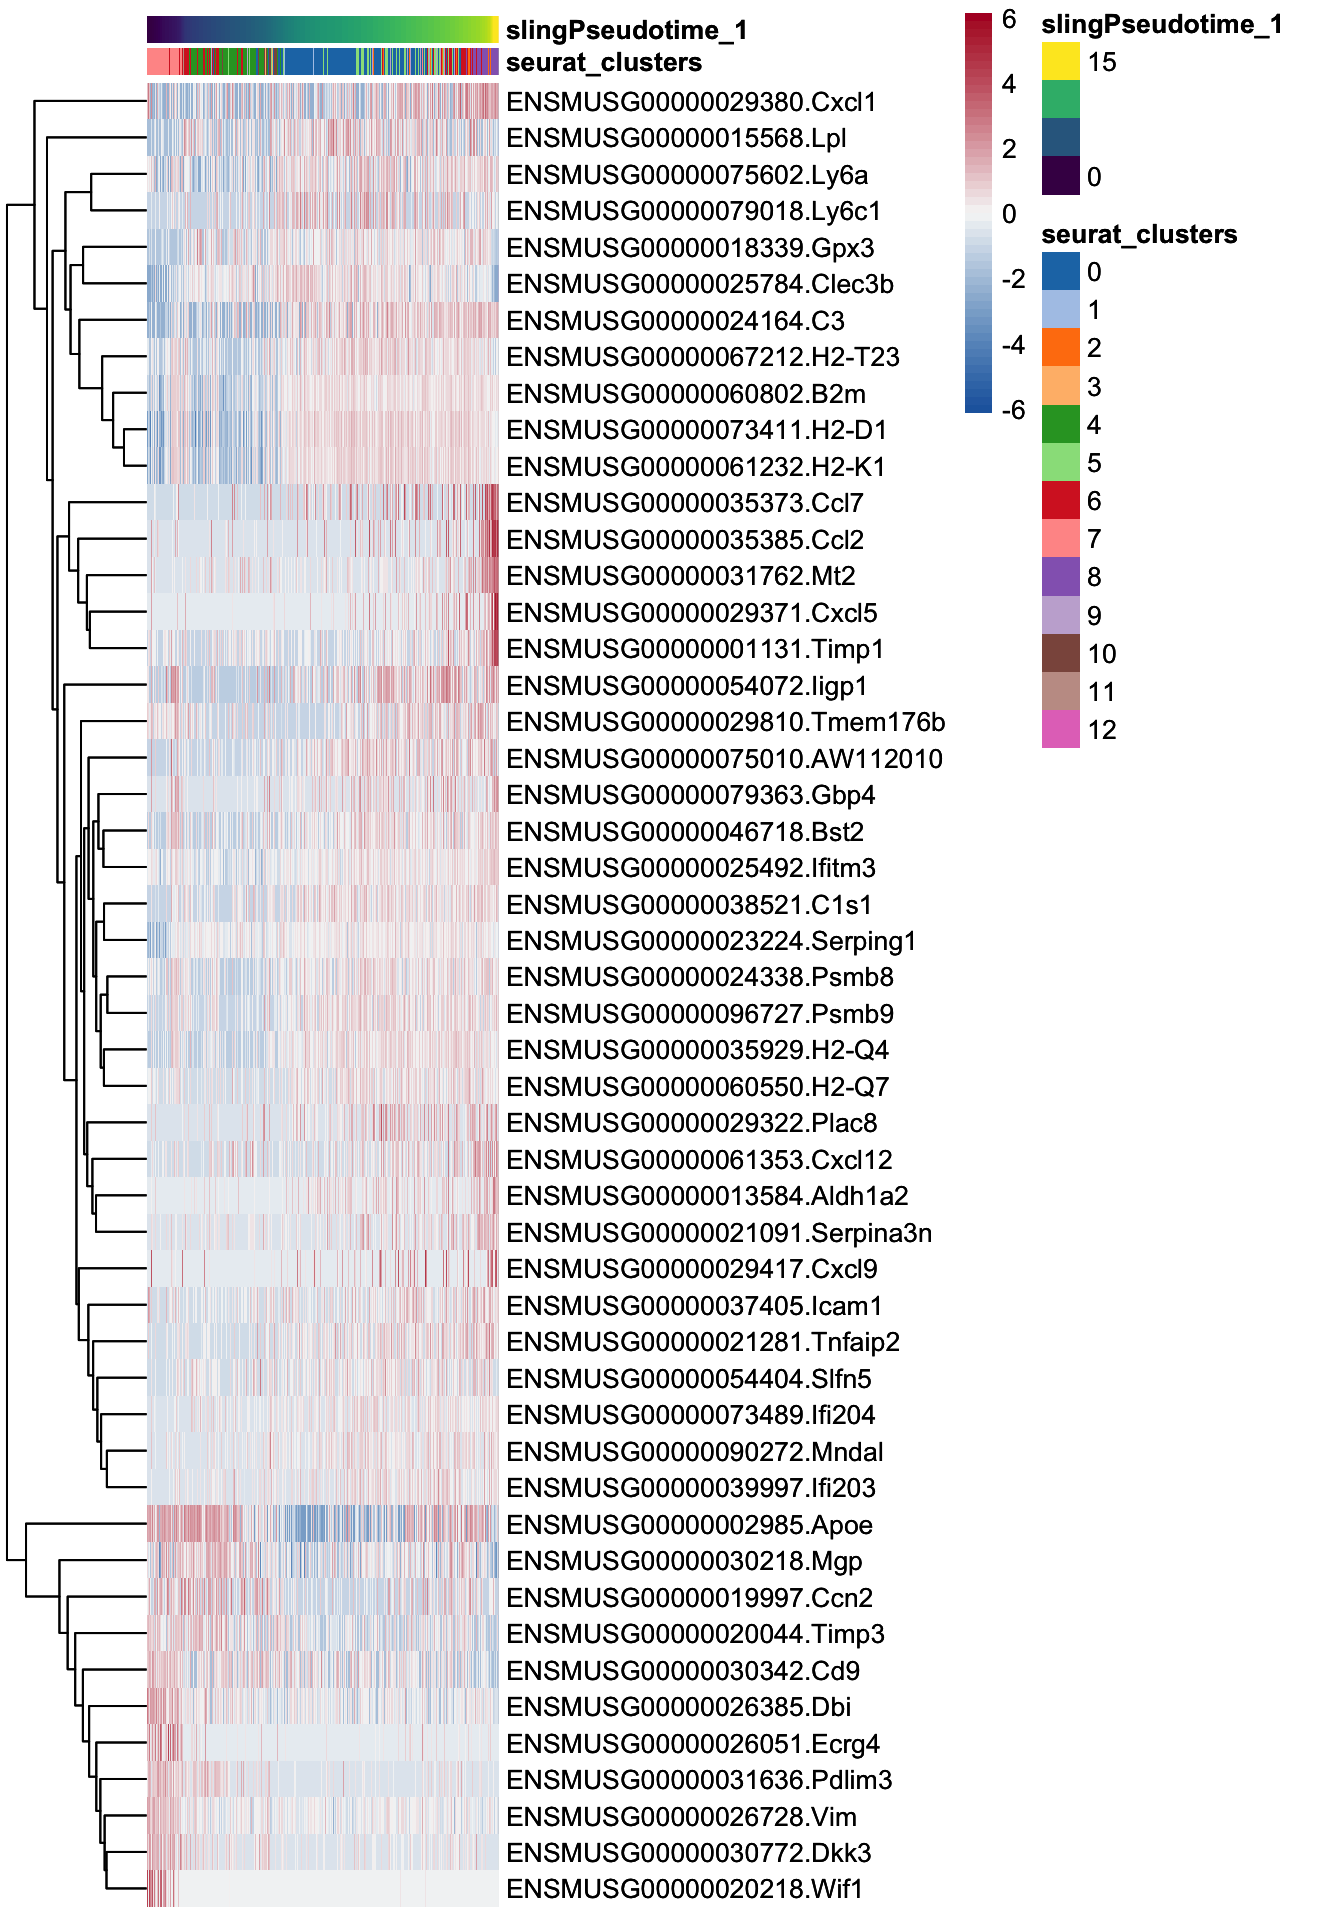 slingPseudotime_1
seurat_clusters
ENSMUSG00000029380.Cxcl1
ENSMUSG00000015568.Lpl
ENSMUSG00000075602.Ly6a
ENSMUSG00000079018.Ly6c1
ENSMUSG00000018339.Gpx3
ENSMUSG00000025784.Clec3b
ENSMUSG00000024164.C3
ENSMUSG00000067212.H2-T23
ENSMUSG00000060802.B2m
ENSMUSG00000073411.H2-D1
ENSMUSG00000061232.H2-K1
ENSMUSG00000035373.Ccl7
ENSMUSG00000035385.Ccl2
ENSMUSG00000031762.Mt2
ENSMUSG00000029371.Cxcl5
ENSMUSG00000001131.Timp1
ENSMUSG00000054072.Iigp1
ENSMUSG00000029810.Tmem176b
ENSMUSG00000075010.AW112010
ENSMUSG00000079363.Gbp4
ENSMUSG00000046718.Bst2
ENSMUSG00000025492.Ifitm3
ENSMUSG00000038521.C1s1
ENSMUSG00000023224.Serping1
ENSMUSG00000024338.Psmb8
ENSMUSG00000096727.Psmb9
ENSMUSG00000035929.H2-Q4
ENSMUSG00000060550.H2-Q7
ENSMUSG00000029322.Plac8
ENSMUSG00000061353.Cxcl12
ENSMUSG00000013584.Aldh1a2
ENSMUSG00000021091.Serpina3n
ENSMUSG00000029417.Cxcl9
ENSMUSG00000037405.Icam1
ENSMUSG00000021281.Tnfaip2
ENSMUSG00000054404.Slfn5
ENSMUSG00000073489.Ifi204
ENSMUSG00000090272.Mndal
ENSMUSG00000039997.Ifi203
ENSMUSG00000002985.Apoe
ENSMUSG00000030218.Mgp
ENSMUSG00000019997.Ccn2
ENSMUSG00000020044.Timp3
ENSMUSG00000030342.Cd9
ENSMUSG00000026385.Dbi
ENSMUSG00000026051.Ecrg4
ENSMUSG00000031636.Pdlim3
ENSMUSG00000026728.Vim
ENSMUSG00000030772.Dkk3
ENSMUSG00000020218.Wif1
6
4
2
0
-2
-4
-6
slingPseudotime_1
15
0
seurat_clusters
0
1
2
3
4
5
6
7
8
9
10
11
12